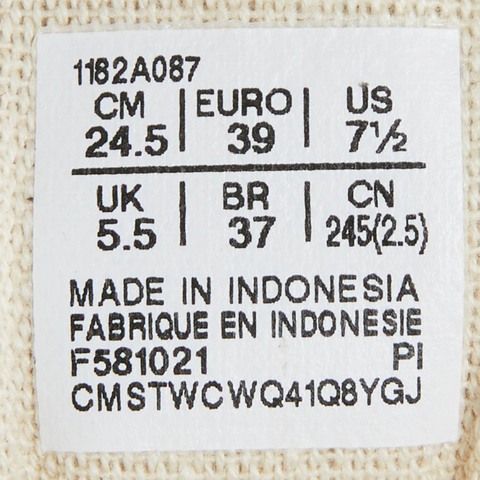 1182A087
CM | EURO | US
24.5 | 39 | 7½
UK | BR | CN
5.5 | 37 | 245(2.5)
MADE IN INDONESIA
FABRIQUE EN INDONESIE
F581021 PI
CMSTWCWQ41Q8YGJ